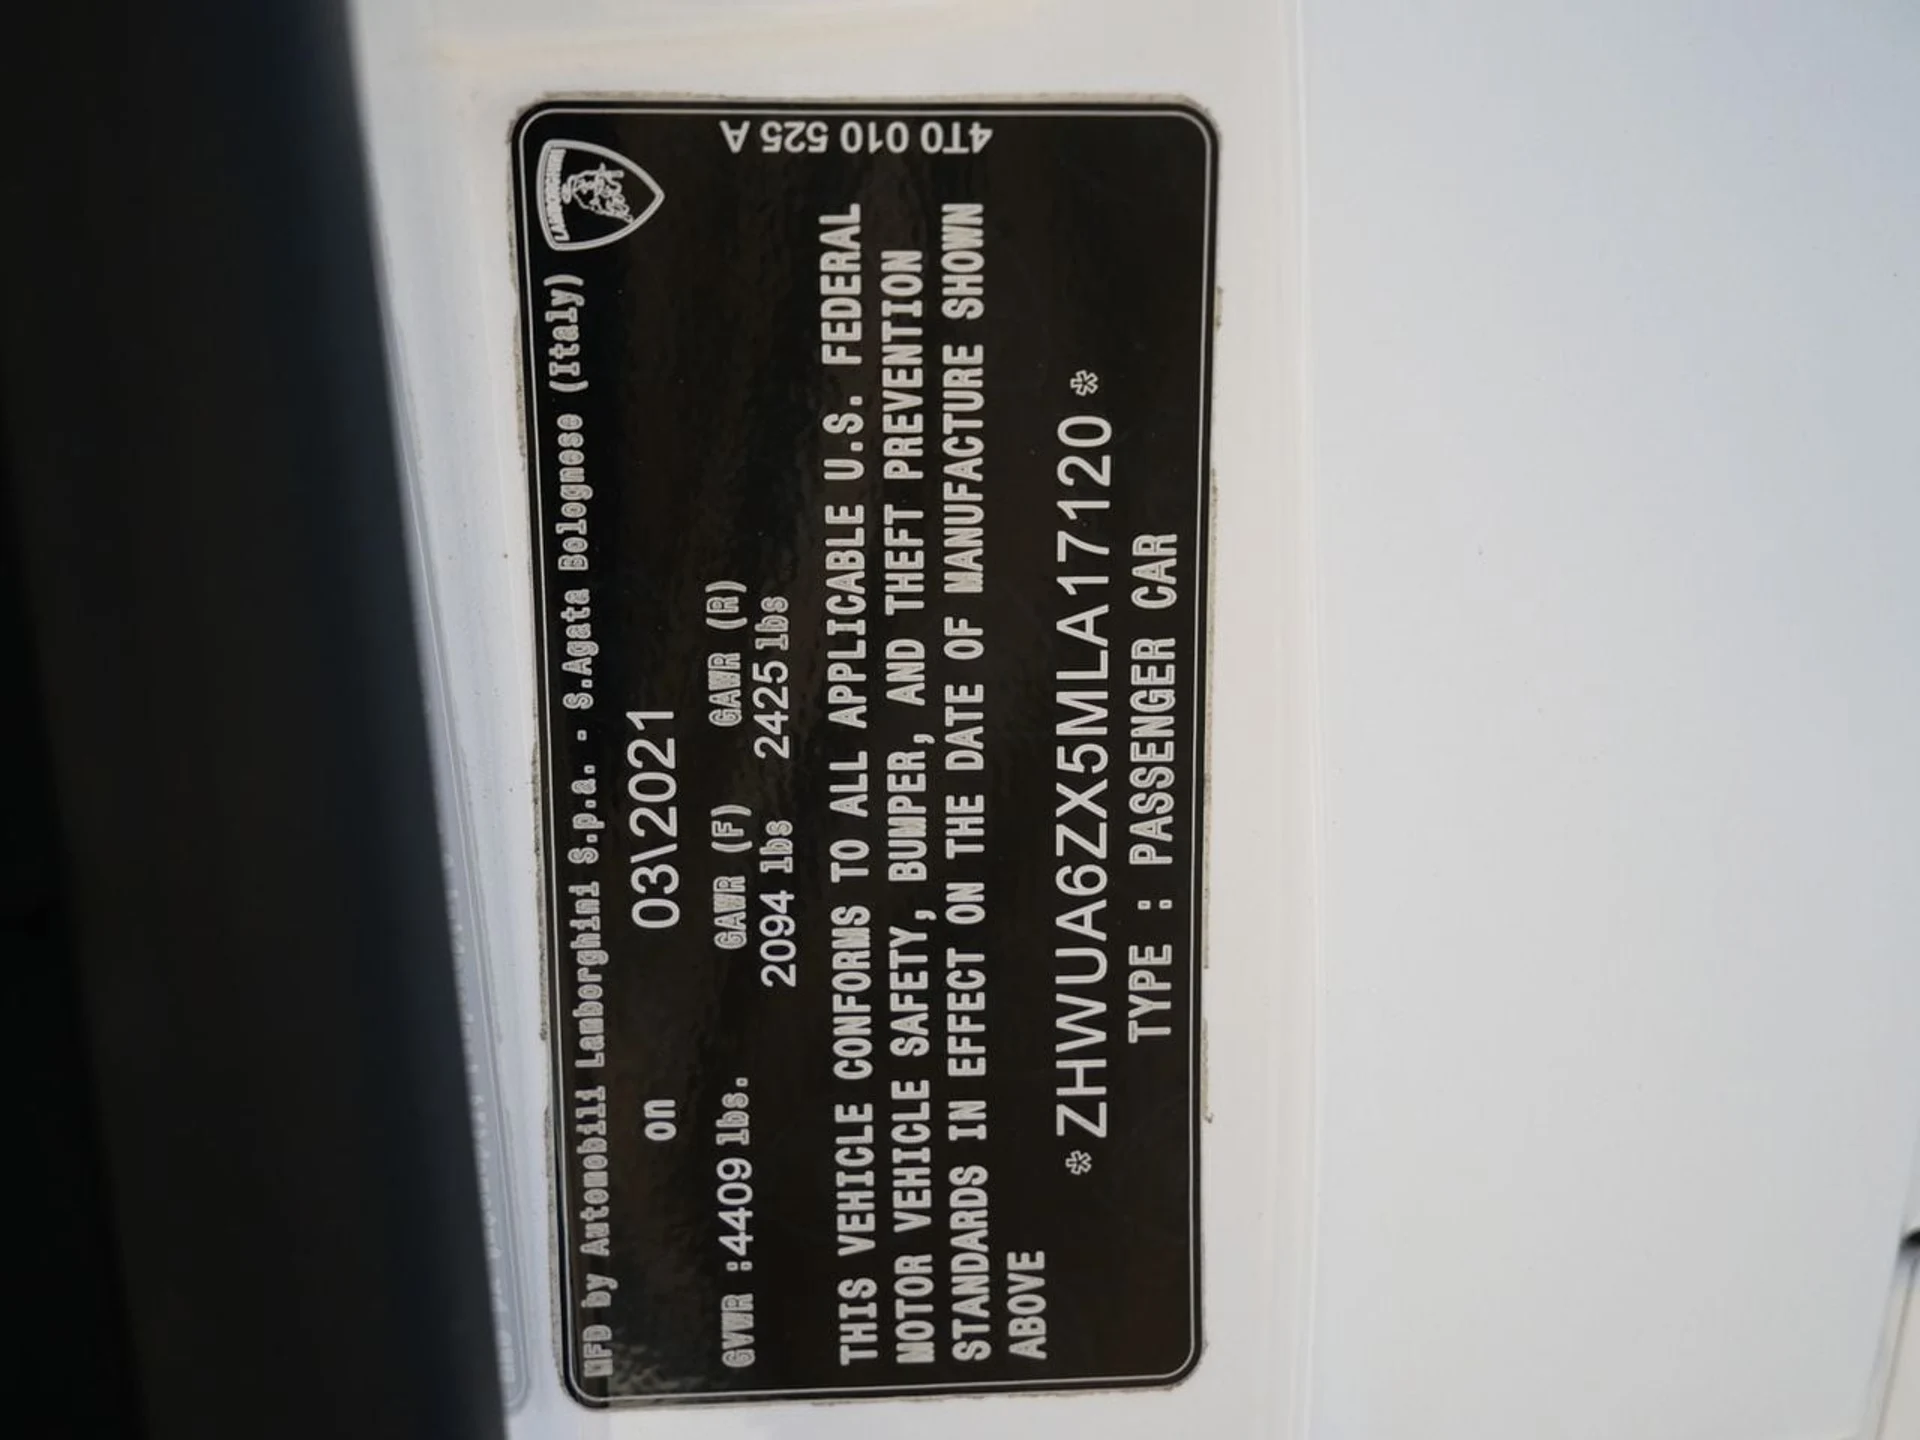 LAMBORGHINI
MFD by Automobili Lamborghini S.p.a. - S.Agata Bolognese (Italy)
on 03\2021
GVWR :4409 lbs. GAWR (F) GAWR (R)
2094 lbs 2425 lbs
THIS VEHICLE CONFORMS TO ALL APPLICABLE U.S. FEDERAL
MOTOR VEHICLE SAFETY, BUMPER, AND THEFT PREVENTION
STANDARDS IN EFFECT ON THE DATE OF MANUFACTURE SHOWN
ABOVE
*ZHWUA6ZX5MLA17120*
TYPE : PASSENGER CAR
4T0 010 525 A